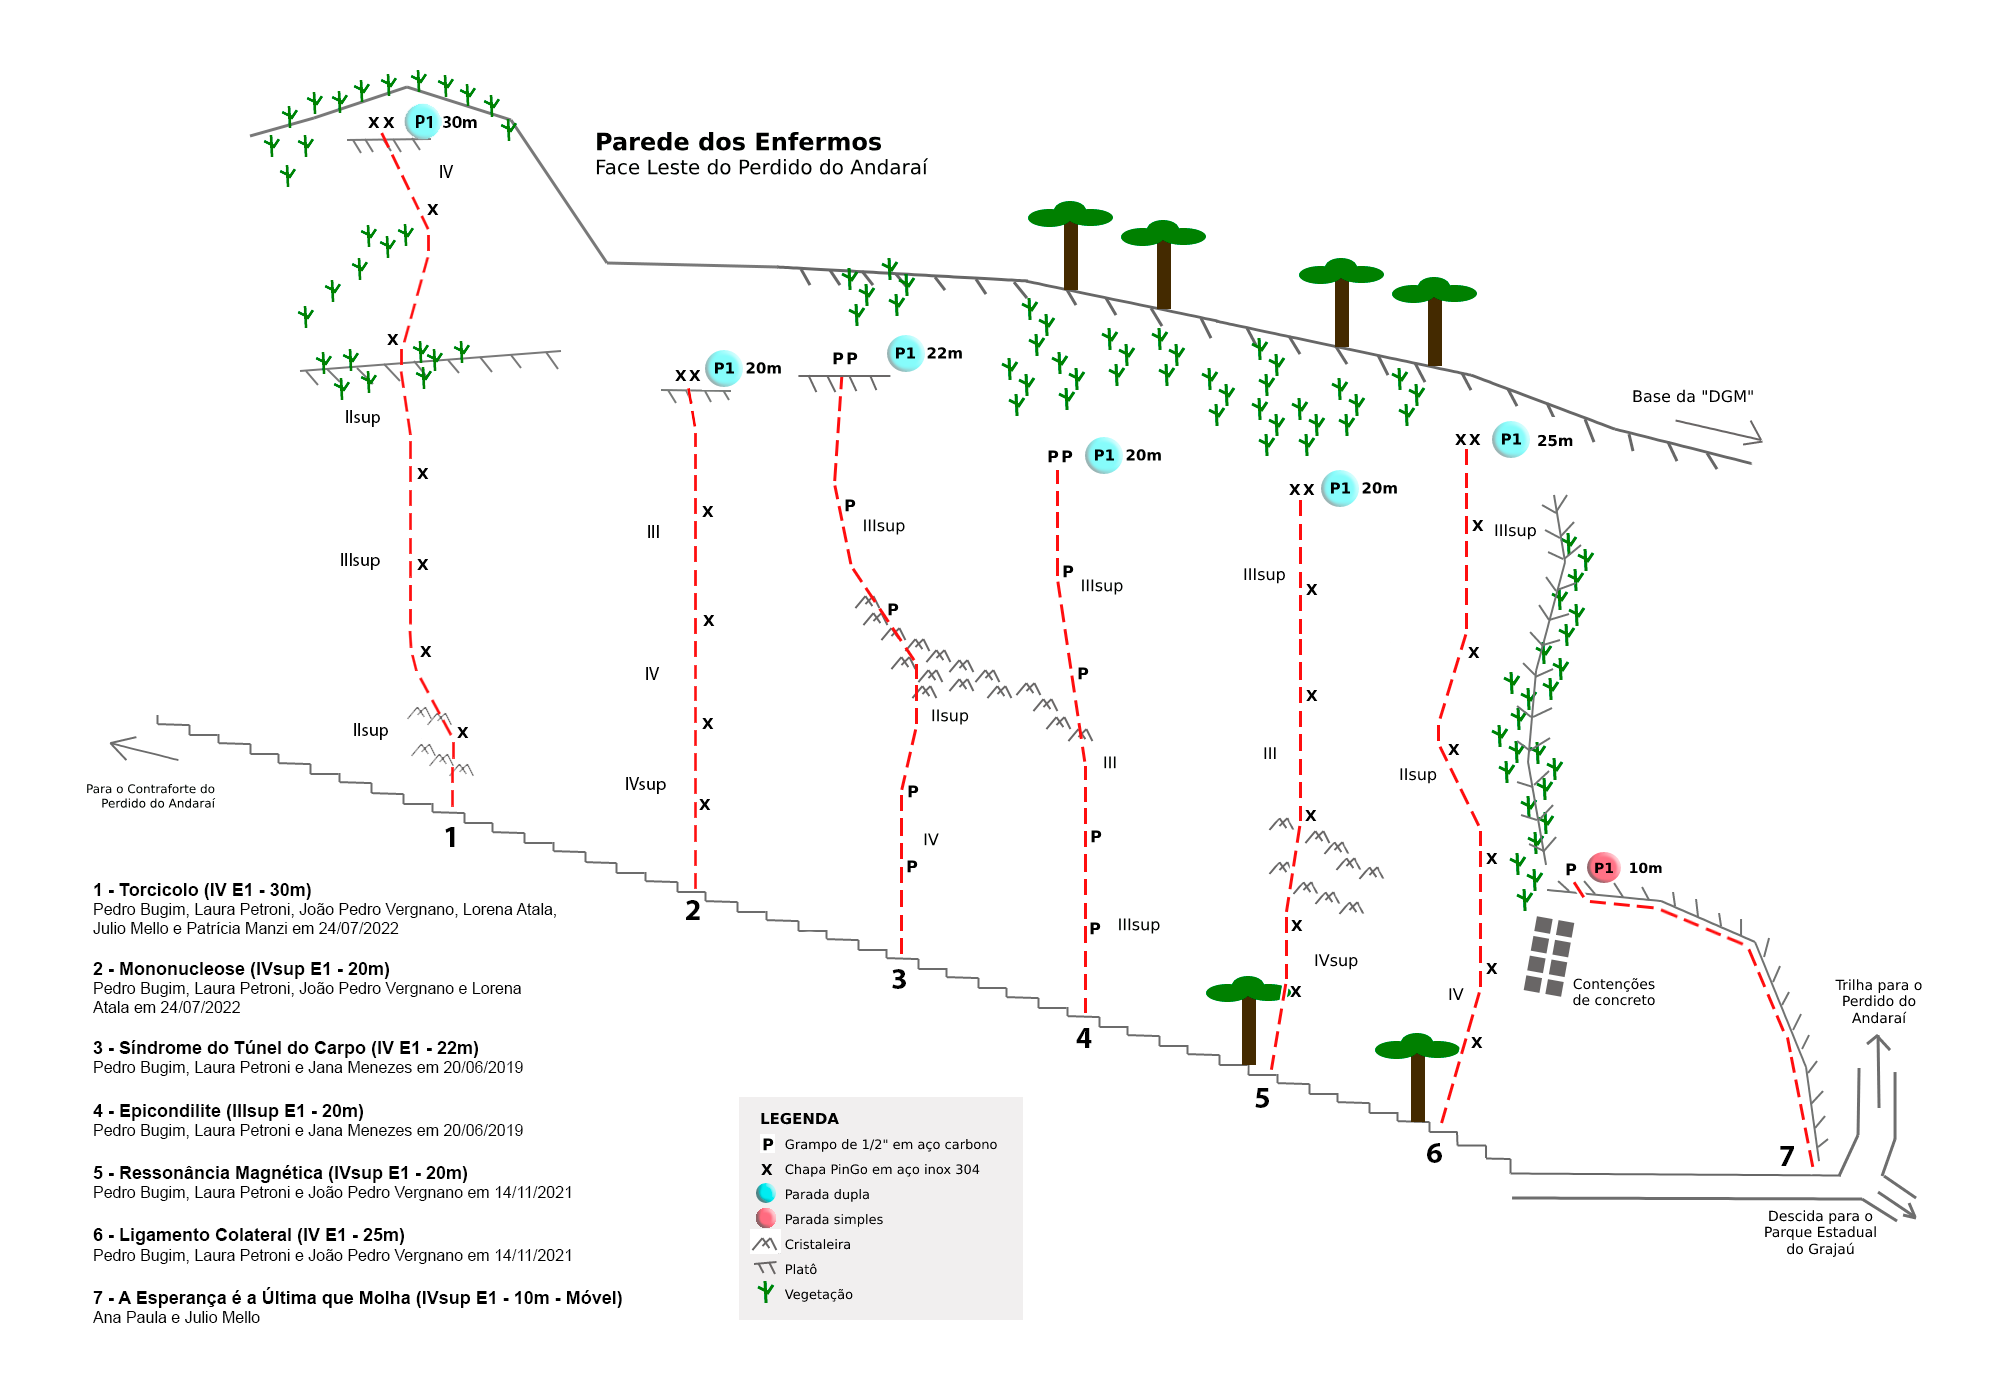 Parede dos Enfermos
Face Leste do Perdido do Andaraí
X X P1 30m
IV
X
X
IIsup
X
IIIsup
X
X
IIsup
X
1
X X P1 20m
III
X
X
IV
X
IVsup
X
2
P P P1 22m
P
IIIsup
P
IIsup
P
IV
P
3
P P P1 20m
P
IIIsup
P
III
P
P
IIIsup
4
X X P1 20m
IIIsup
X
X
III
X
X
IVsup
X
5
X X P1 25m
X
IIIsup
X
X
IIsup
X
X
IV
X
6
Base da "DGM"
P P1 10m
Contenções
de concreto
7
Trilha para o
Perdido do
Andaraí
Descida para o
Parque Estadual
do Grajaú
Para o Contraforte do
Perdido do Andaraí
1 - Torcicolo (IV E1 - 30m)
Pedro Bugim, Laura Petroni, João Pedro Vergnano, Lorena Atala,
Julio Mello e Patrícia Manzi em 24/07/2022
2 - Mononucleose (IVsup E1 - 20m)
Pedro Bugim, Laura Petroni, João Pedro Vergnano e Lorena
Atala em 24/07/2022
3 - Síndrome do Túnel do Carpo (IV E1 - 22m)
Pedro Bugim, Laura Petroni e Jana Menezes em 20/06/2019
4 - Epicondilite (IIIsup E1 - 20m)
Pedro Bugim, Laura Petroni e Jana Menezes em 20/06/2019
5 - Ressonância Magnética (IVsup E1 - 20m)
Pedro Bugim, Laura Petroni e João Pedro Vergnano em 14/11/2021
6 - Ligamento Colateral (IV E1 - 25m)
Pedro Bugim, Laura Petroni e João Pedro Vergnano em 14/11/2021
7 - A Esperança é a Última que Molha (IVsup E1 - 10m - Móvel)
Ana Paula e Julio Mello
LEGENDA
P Grampo de 1/2" em aço carbono
X Chapa PinGo em aço inox 304
Parada dupla
Parada simples
Cristaleira
Platô
Vegetação